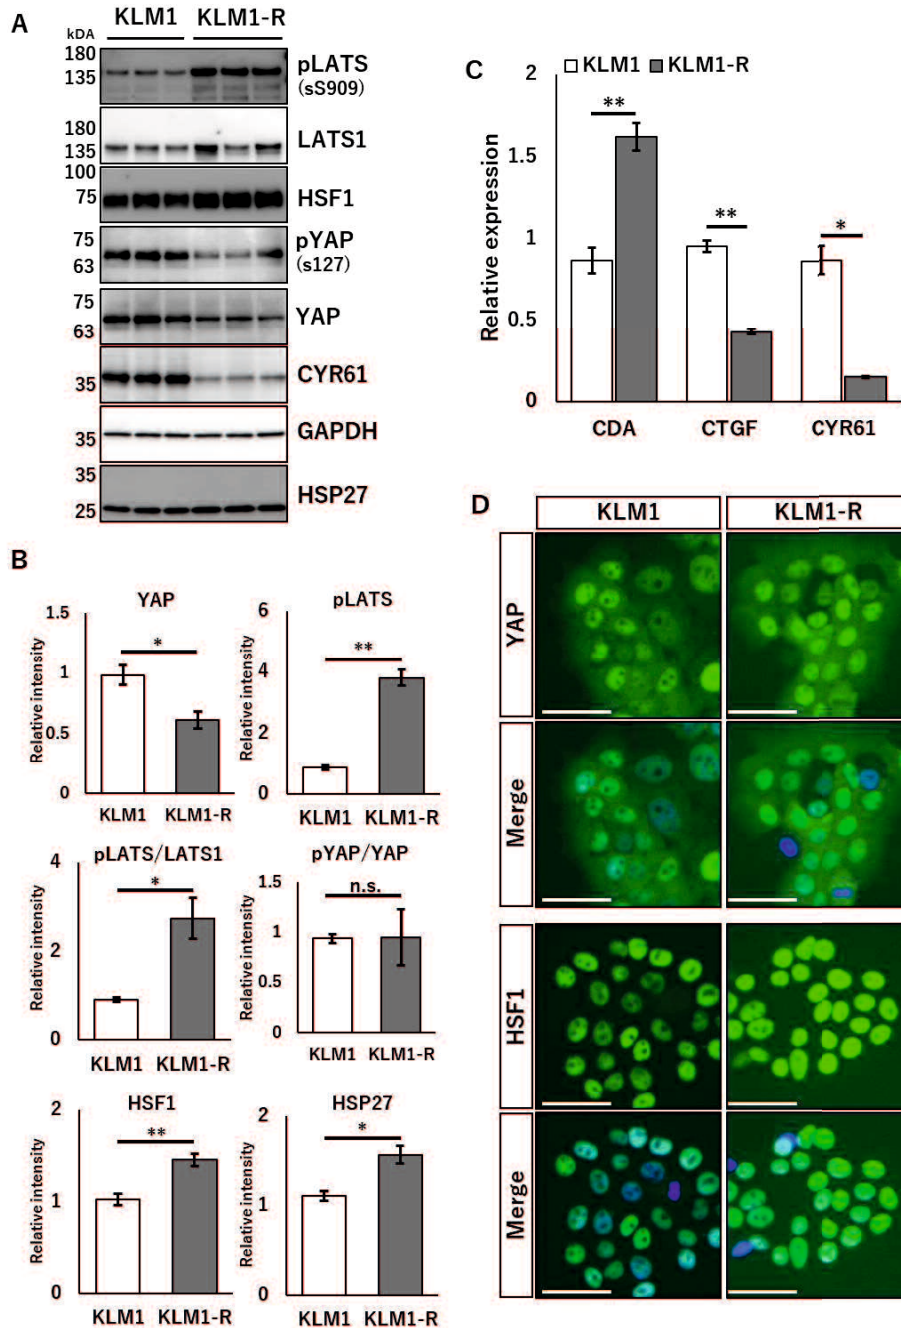 A
KLM1 KLM1-R
kDA
180
135
pLATS
(sS909)
180
135
LATS1
100
75
HSF1
75
63
pYAP
(s127)
75
63
YAP
35
CYR61
35
GAPDH
35
25
HSP27
B
YAP
Relative intensity
1.5
1
0.5
0
*
KLM1 KLM1-R
pLATS
Relative intensity
6
4
2
0
**
KLM1 KLM1-R
pLATS/LATS1
Relative intensity
4
2
0
*
KLM1 KLM1-R
pYAP/YAP
Relative intensity
1.5
1
0.5
0
n.s.
KLM1 KLM1-R
HSF1
Relative intensity
2
1
0
**
KLM1 KLM1-R
HSP27
Relative intensity
2
1
0
*
KLM1 KLM1-R
C
KLM1 KLM1-R
Relative expression
2
1.5
1
0.5
0
** ** *
CDA CTGF CYR61
D
KLM1 KLM1-R
YAP
Merge
HSF1
Merge